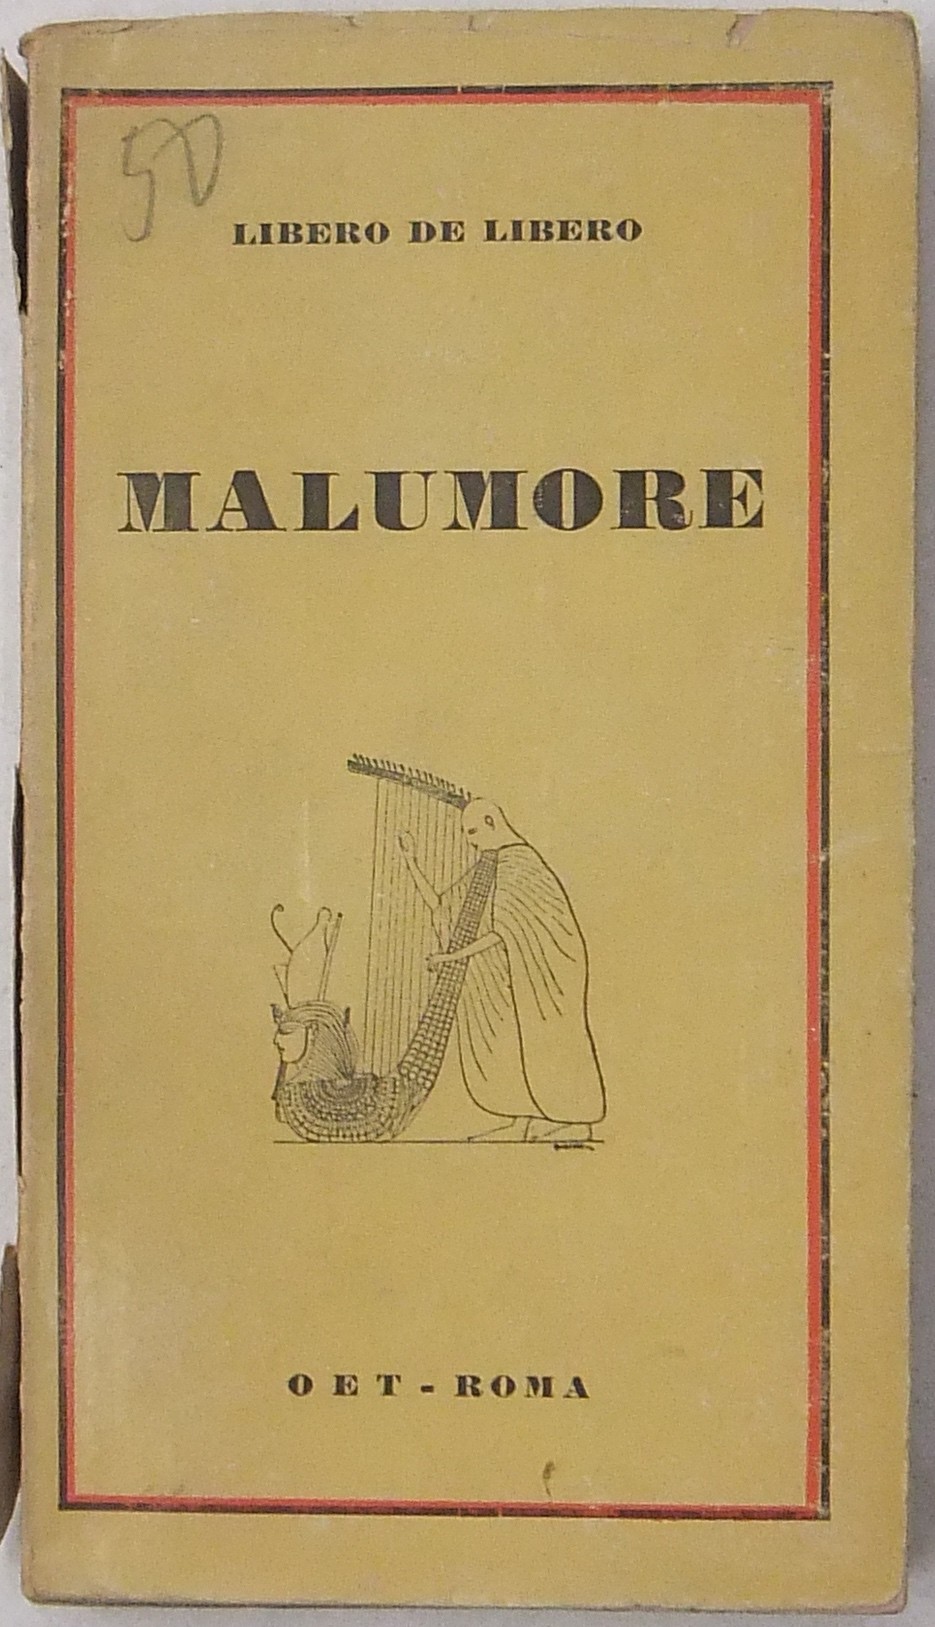 50
LIBERO DE LIBERO
MALUMORE
OET - ROMA